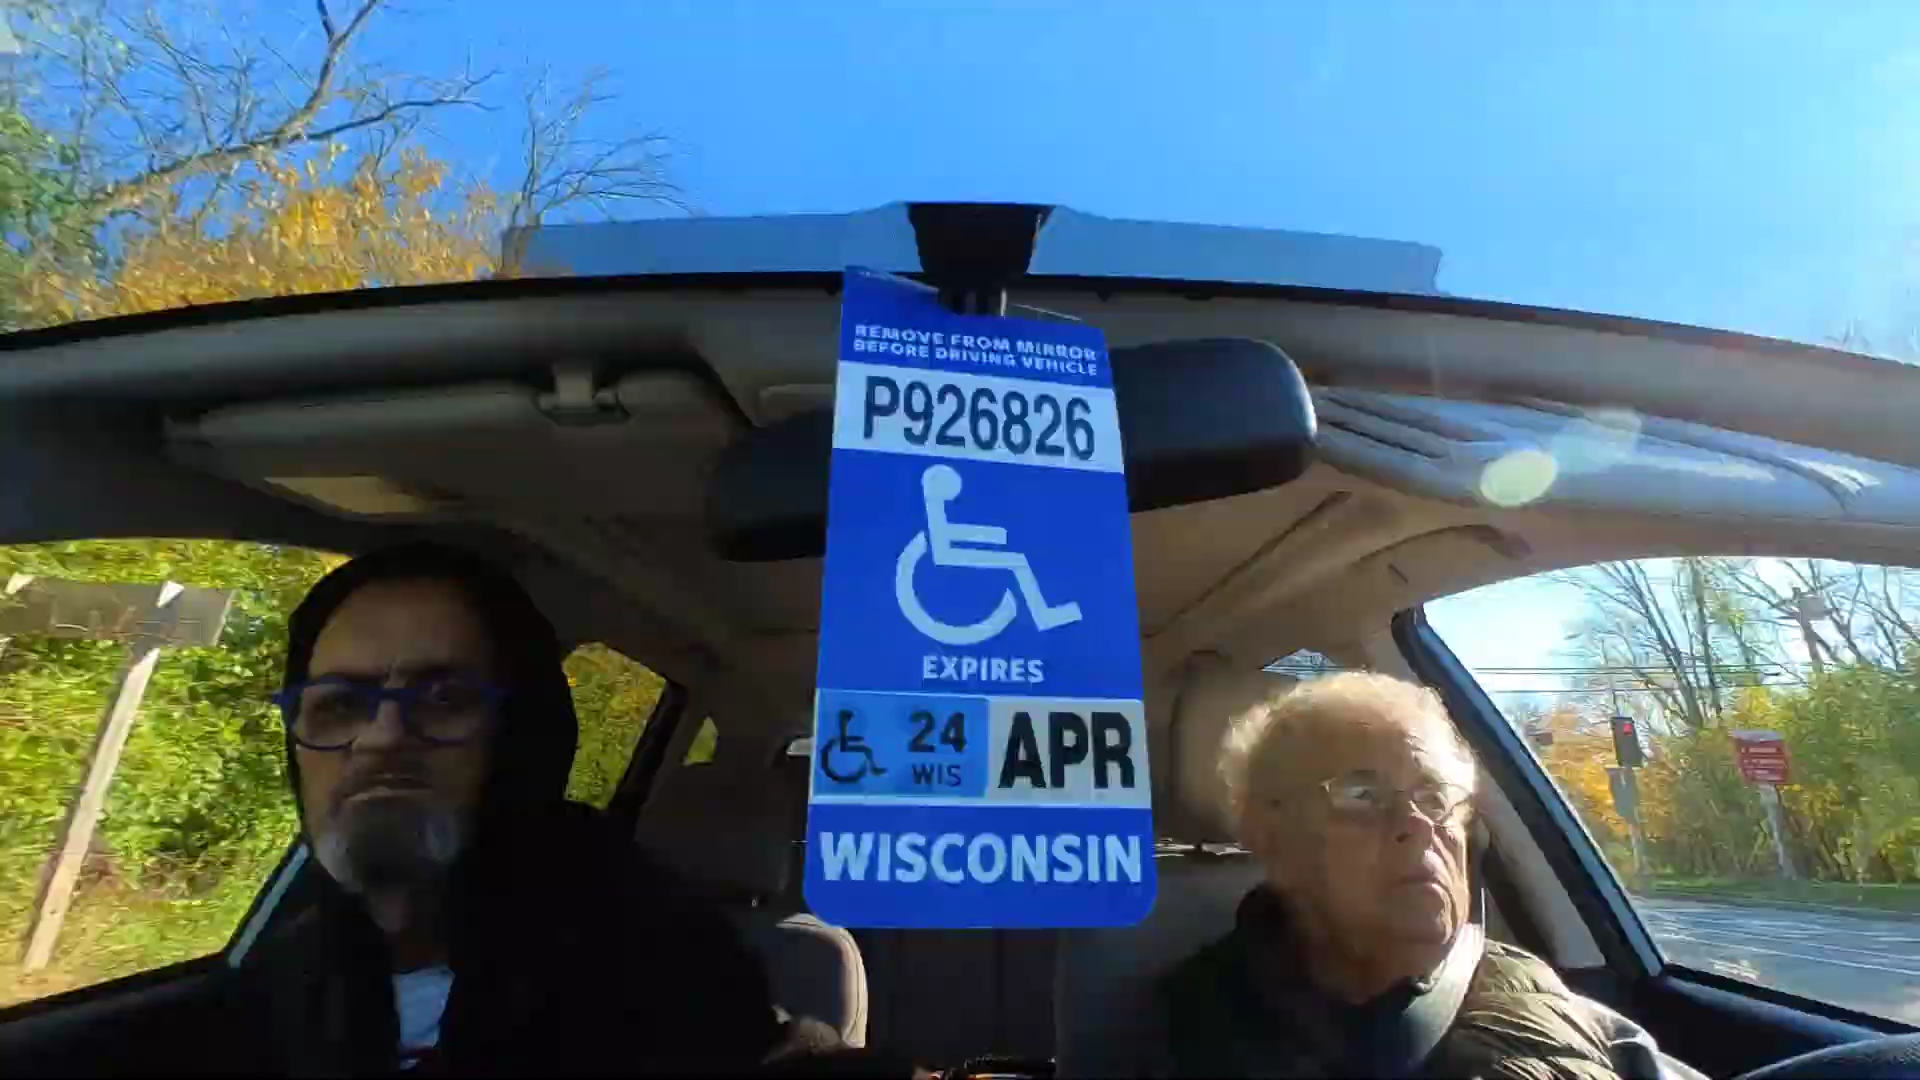 REMOVE FROM MIRROR
BEFORE DRIVING VEHICLE
P926826
EXPIRES
24
WIS
APR
WISCONSIN